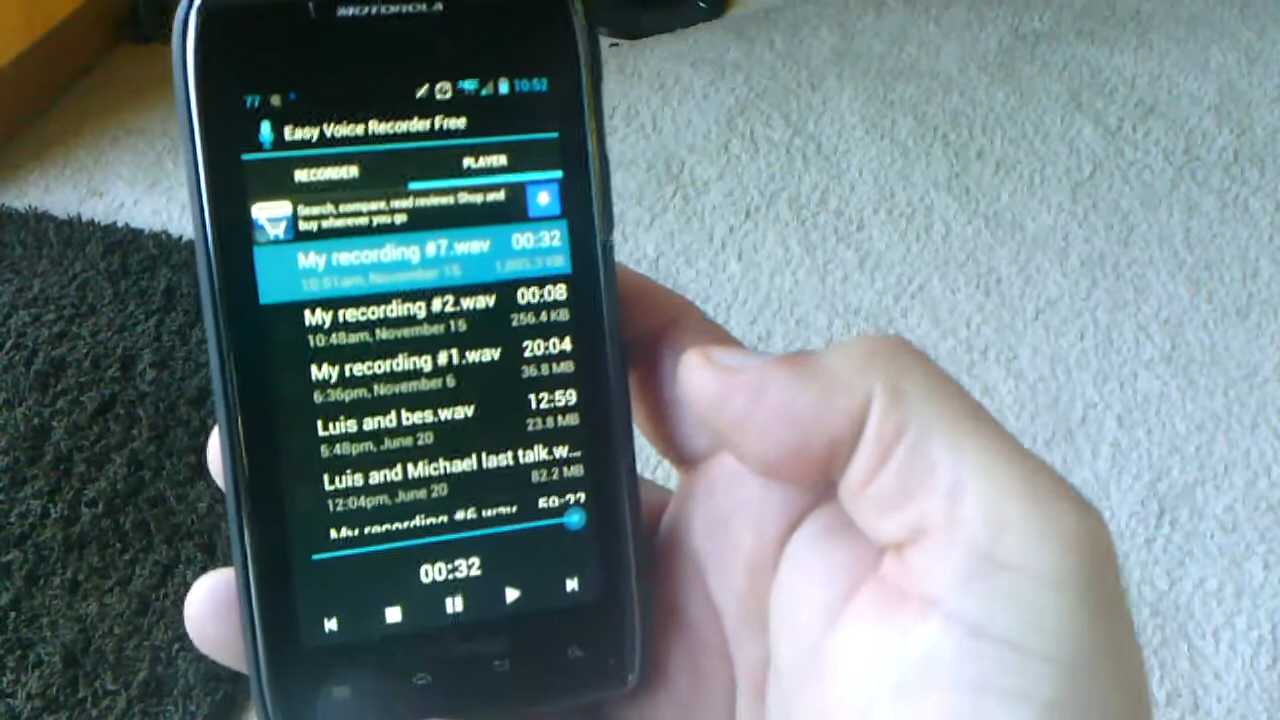 MOTOROLA
77 10:52
Easy Voice Recorder Free
RECORDER PLAYER
Search, compare, read reviews Shop and
buy wherever you go
My recording #7.wav 00:32
10:51am, November 15
My recording #2.wav 00:08
10:48am, November 15 256.4 KB
My recording #1.wav 20:04
6:36pm, November 6 36.8 MB
Luis and bes.wav 12:59
5:48pm, June 20 23.8 MB
Luis and Michael last talk.w...
12:04pm, June 20 82.2 MB
My recording #6.wav 59:22
00:32